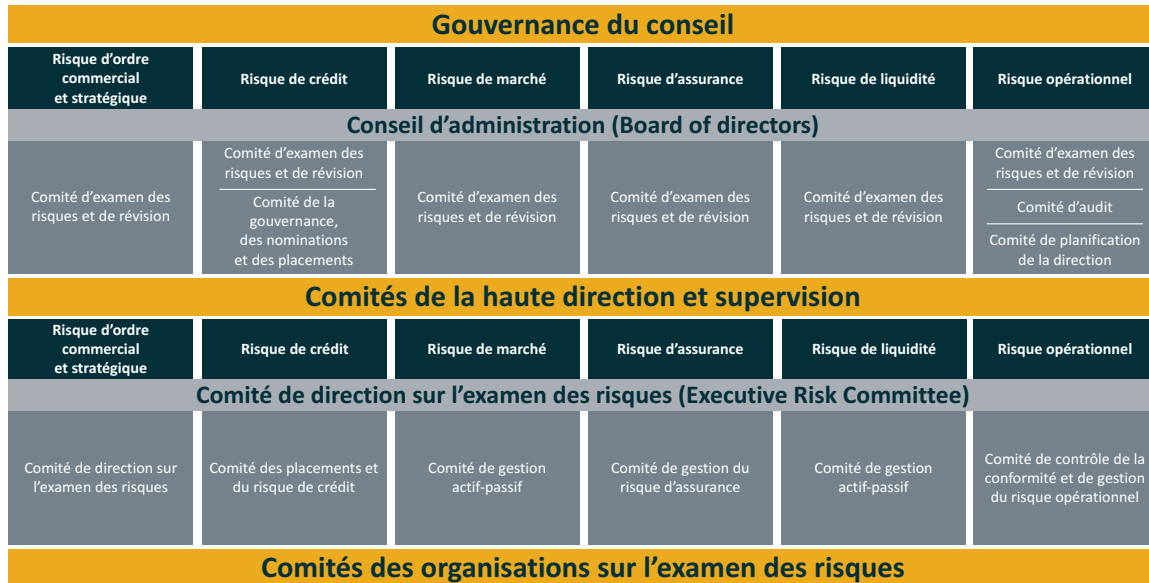 Gouvernance du conseil
Risque d'ordre
commercial
et stratégique
Risque de crédit
Risque de marché
Risque d'assurance
Risque de liquidité
Risque opérationnel
Conseil d'administration (Board of directors)
Comité d'examen des
risques et de révision
Comité d'examen des
risques et de révision
Comité de la
gouvernance,
des nominations
et des placements
Comité d'examen des
risques et de révision
Comité d'examen des
risques et de révision
Comité d'examen des
risques et de révision
Comité d'examen des
risques et de révision
Comité d'audit
Comité de planification
de la direction
Comités de la haute direction et supervision
Risque d'ordre
commercial
et stratégique
Risque de crédit
Risque de marché
Risque d'assurance
Risque de liquidité
Risque opérationnel
Comité de direction sur l'examen des risques (Executive Risk Committee)
Comité de direction sur
l'examen des risques
Comité des placements et
du risque de crédit
Comité de gestion
actif-passif
Comité de gestion du
risque d'assurance
Comité de gestion
actif-passif
Comité de contrôle de la
conformité et de gestion
du risque opérationnel
Comités des organisations sur l'examen des risques